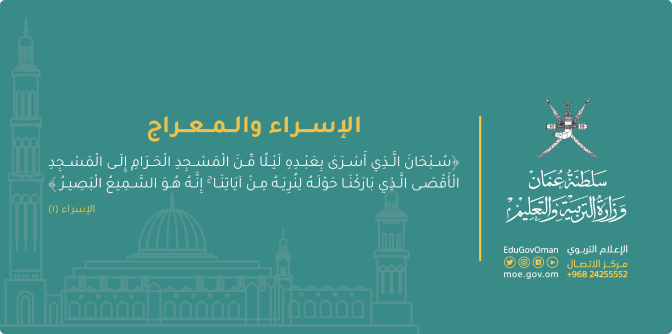 الإسراء والمعراج
﴿سُبْحَانَ الَّذِي أَسْرَىٰ بِعَبْدِهِ لَيْلًا مِّنَ الْمَسْجِدِ الْحَرَامِ إِلَى الْمَسْجِدِ
الْأَقْصَى الَّذِي بَارَكْنَا حَوْلَهُ لِنُرِيَهُ مِنْ آيَاتِنَا ۚ إِنَّهُ هُوَ السَّمِيعُ الْبَصِيرُ﴾
الإسراء (١)
سلطنة عُمان
وزارة التربية والتعليم
الإعلام التربوي EduGovOman
مركز الاتصال
moe.gov.om +968 24255552